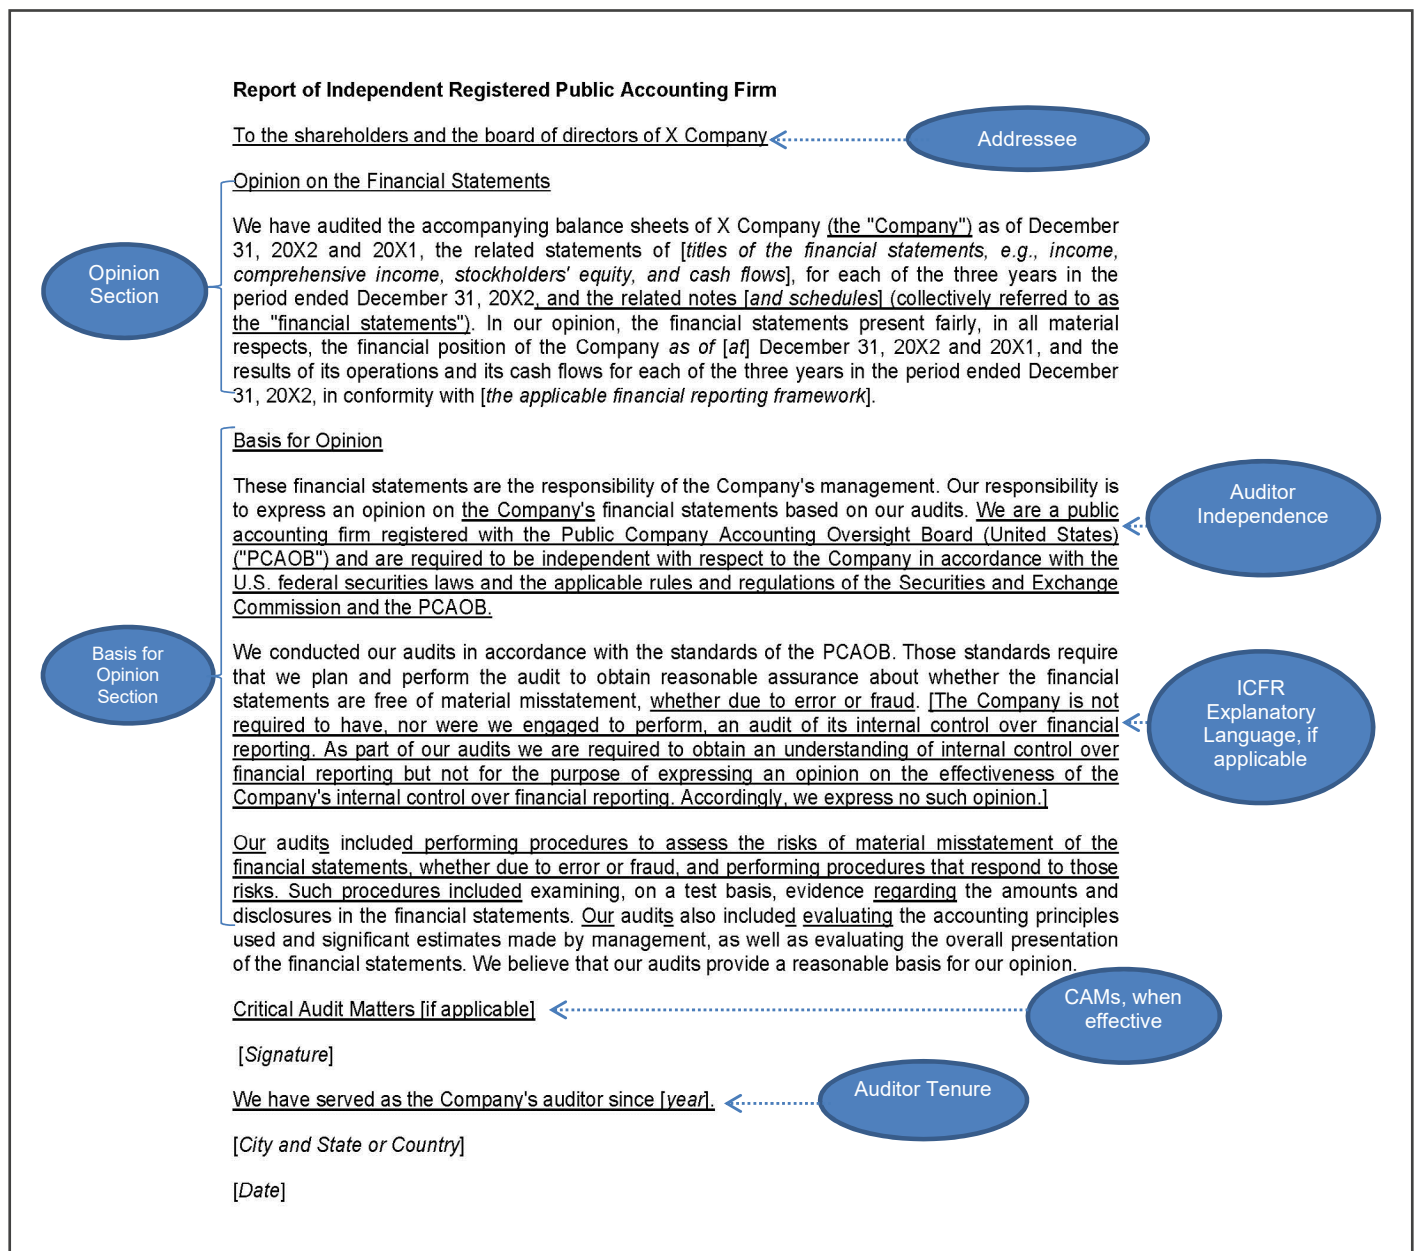 Report of Independent Registered Public Accounting Firm
To the shareholders and the board of directors of X Company
Addressee
Opinion on the Financial Statements
We have audited the accompanying balance sheets of X Company (the "Company") as of December
31, 20X2 and 20X1, the related statements of [titles of the financial statements, e.g., income,
comprehensive income, stockholders' equity, and cash flows], for each of the three years in the
period ended December 31, 20X2, and the related notes [and schedules] (collectively referred to as
the "financial statements"). In our opinion, the financial statements present fairly, in all material
respects, the financial position of the Company as of [at] December 31, 20X2 and 20X1, and the
results of its operations and its cash flows for each of the three years in the period ended December
31, 20X2, in conformity with [the applicable financial reporting framework].
Opinion
Section
Basis for Opinion
These financial statements are the responsibility of the Company's management. Our responsibility is
to express an opinion on the Company's financial statements based on our audits. We are a public
accounting firm registered with the Public Company Accounting Oversight Board (United States)
("PCAOB") and are required to be independent with respect to the Company in accordance with the
U.S. federal securities laws and the applicable rules and regulations of the Securities and Exchange
Commission and the PCAOB.
Auditor
Independence
We conducted our audits in accordance with the standards of the PCAOB. Those standards require
that we plan and perform the audit to obtain reasonable assurance about whether the financial
statements are free of material misstatement, whether due to error or fraud. [The Company is not
required to have, nor were we engaged to perform, an audit of its internal control over financial
reporting. As part of our audits we are required to obtain an understanding of internal control over
financial reporting but not for the purpose of expressing an opinion on the effectiveness of the
Company's internal control over financial reporting. Accordingly, we express no such opinion.]
Basis for
Opinion
Section
ICFR
Explanatory
Language, if
applicable
Our audits included performing procedures to assess the risks of material misstatement of the
financial statements, whether due to error or fraud, and performing procedures that respond to those
risks. Such procedures included examining, on a test basis, evidence regarding the amounts and
disclosures in the financial statements. Our audits also included evaluating the accounting principles
used and significant estimates made by management, as well as evaluating the overall presentation
of the financial statements. We believe that our audits provide a reasonable basis for our opinion.
Critical Audit Matters [if applicable]
CAMs, when
effective
[Signature]
We have served as the Company's auditor since [year].
Auditor Tenure
[City and State or Country]
[Date]